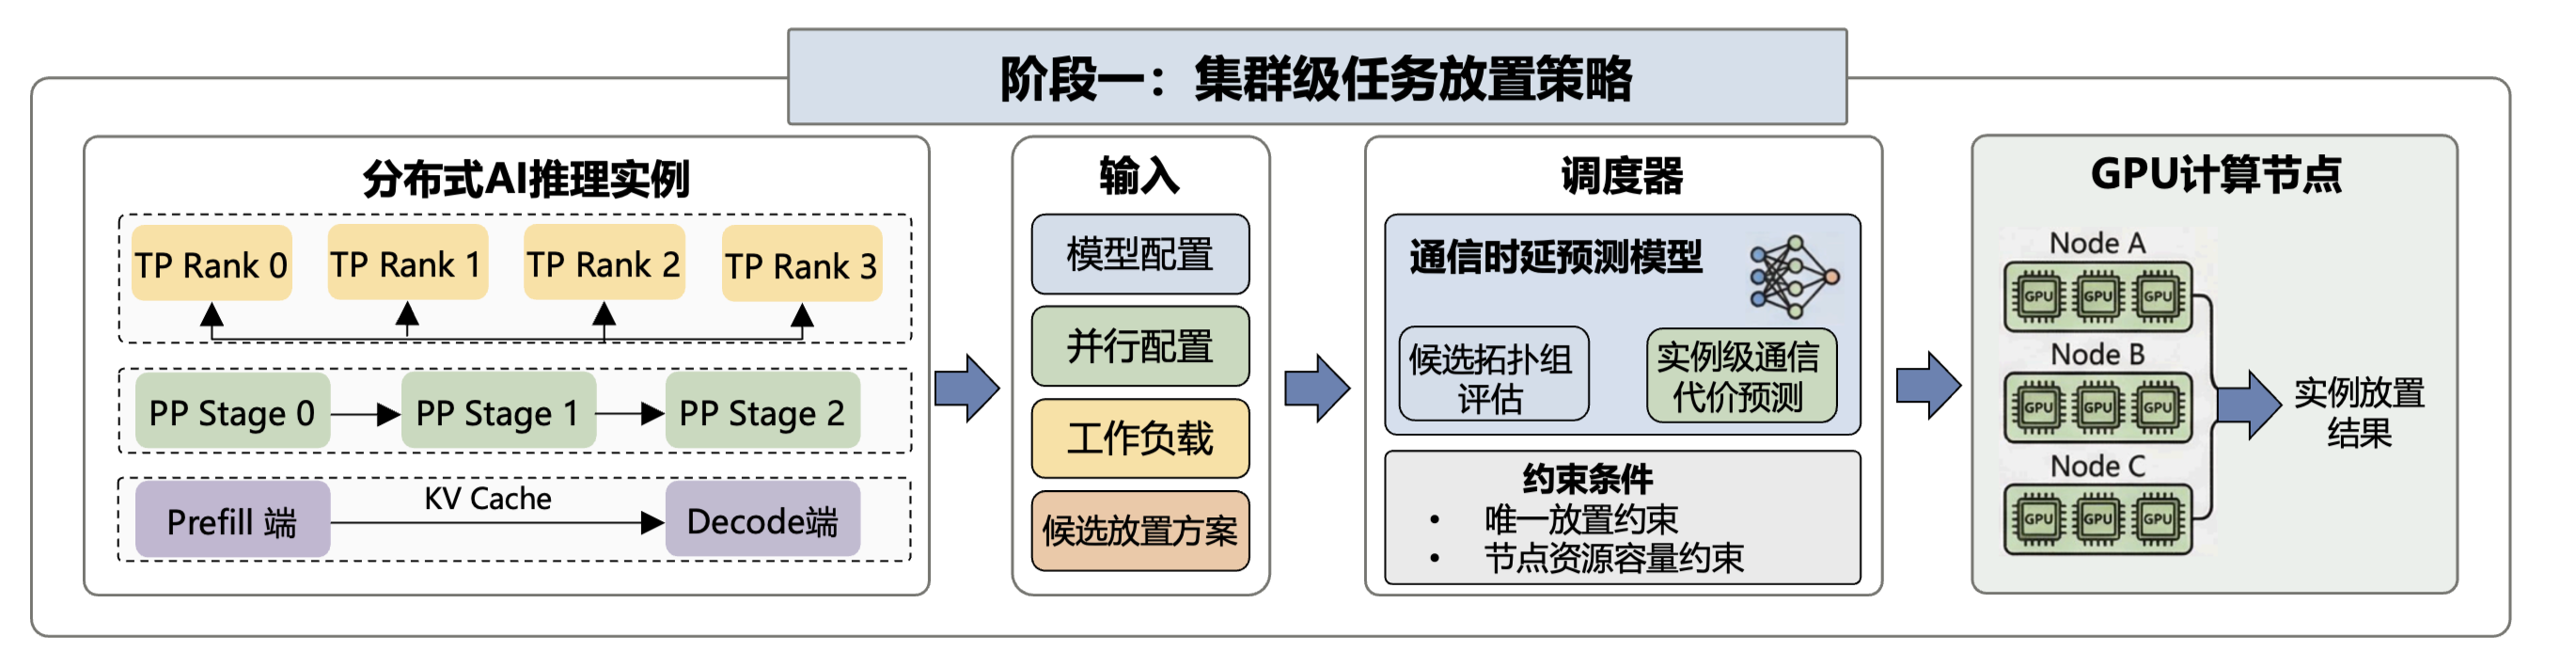 阶段一：集群级任务放置策略
分布式AI推理实例
TP Rank 0
TP Rank 1
TP Rank 2
TP Rank 3
PP Stage 0
PP Stage 1
PP Stage 2
Prefill 端
KV Cache
Decode端
输入
模型配置
并行配置
工作负载
候选放置方案
调度器
通信时延预测模型
候选拓扑组
评估
实例级通信
代价预测
约束条件
• 唯一放置约束
• 节点资源容量约束
GPU计算节点
Node A
GPU GPU GPU
Node B
GPU GPU GPU
Node C
GPU GPU GPU
实例放置
结果